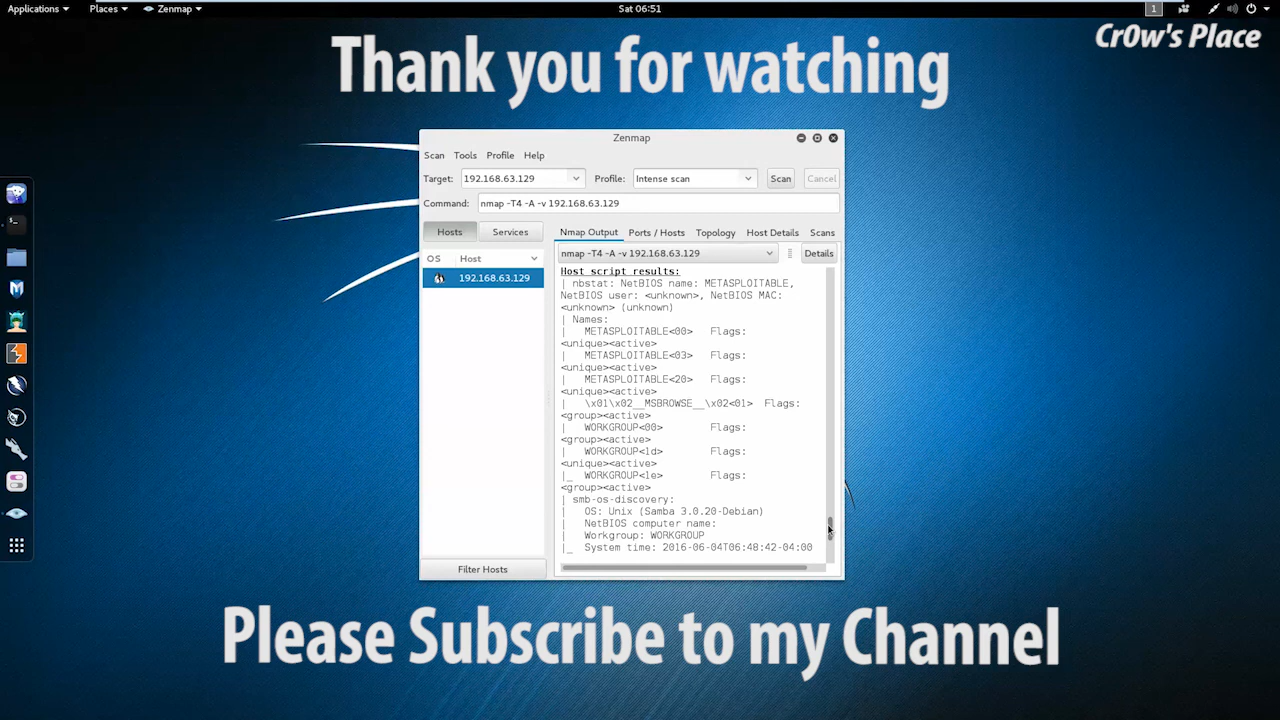 Applications
Places
Zenmap
Sat 06:51
1
Thank you for watching
Cr0w's Place
Zenmap
Scan Tools Profile Help
Target: 192.168.63.129 Profile: Intense scan Scan Cancel
Command: nmap -T4 -A -v 192.168.63.129
Hosts Services
Nmap Output Ports / Hosts Topology Host Details Scans
OS Host
192.168.63.129
nmap -T4 -A -v 192.168.63.129 Details
Host script results:
| nbstat: NetBIOS name: METASPLOITABLE,
NetBIOS user: <unknown>, NetBIOS MAC:
<unknown> (unknown)
| Names:
|   METASPLOITABLE<00>   Flags:
<unique><active>
|   METASPLOITABLE<03>   Flags:
<unique><active>
|   METASPLOITABLE<20>   Flags:
<unique><active>
|   \x01\x02__MSBROWSE__\x02<01>  Flags:
<group><active>
|   WORKGROUP<00>        Flags:
<group><active>
|   WORKGROUP<1d>        Flags:
<unique><active>
|_  WORKGROUP<1e>        Flags:
<group><active>
| smb-os-discovery:
|   OS: Unix (Samba 3.0.20-Debian)
|   NetBIOS computer name:
|   Workgroup: WORKGROUP
|_  System time: 2016-06-04T06:48:42-04:00
Filter Hosts
Please Subscribe to my Channel